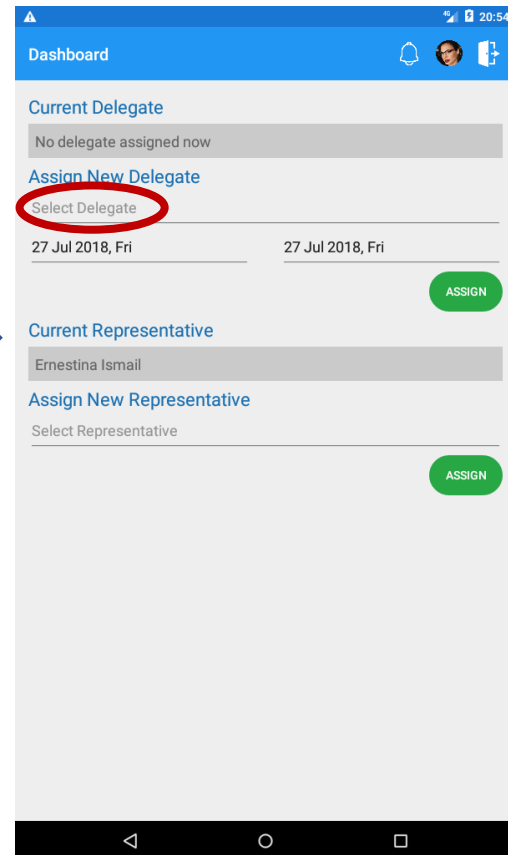 4G 20:54
Dashboard
Current Delegate
No delegate assigned now
Assign New Delegate
Select Delegate
27 Jul 2018, Fri 27 Jul 2018, Fri
ASSIGN
Current Representative
Ernestina Ismail
Assign New Representative
Select Representative
ASSIGN